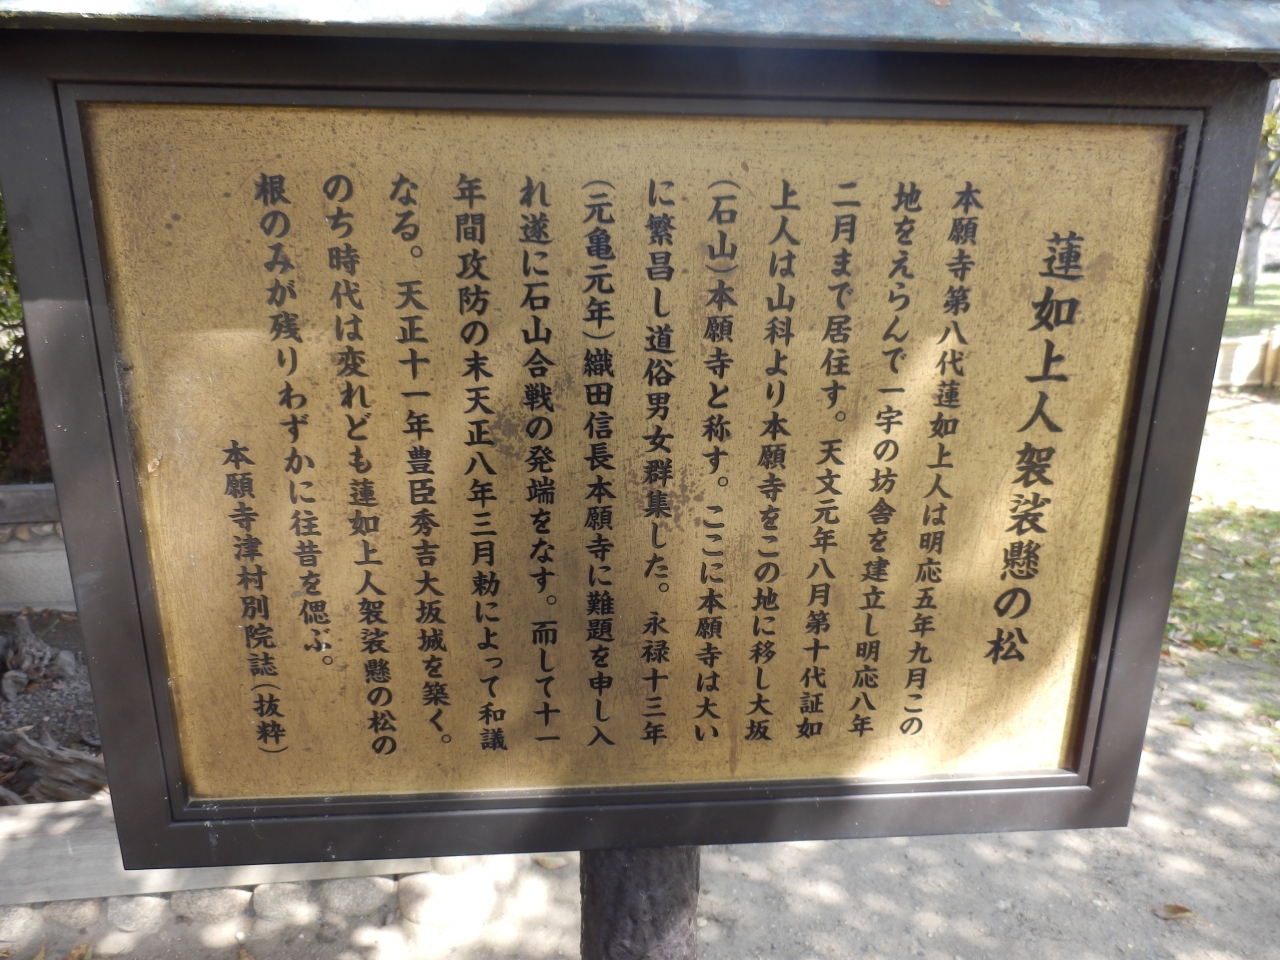 蓮如上人袈裟懸の松
本願寺第八代蓮如上人は明応五年九月この
地をえらんで一宇の坊舎を建立し明応八年
二月まで居住す。天文元年八月第十代証如
上人は山科より本願寺をこの地に移し大坂
(石山)本願寺と称す。ここに本願寺は大い
に繁昌し道俗男女群集した。永禄十三年
(元亀元年)織田信長本願寺に難題を申し入
れ遂に石山合戦の発端をなす。而して十一
年間攻防の末天正八年三月勅によって和議
なる。天正十一年豊臣秀吉大坂城を築く。
のち時代は変れども蓮如上人袈裟懸の松の
根のみが残りわずかに往昔を偲ぶ。
本願寺津村別院誌(抜粋)